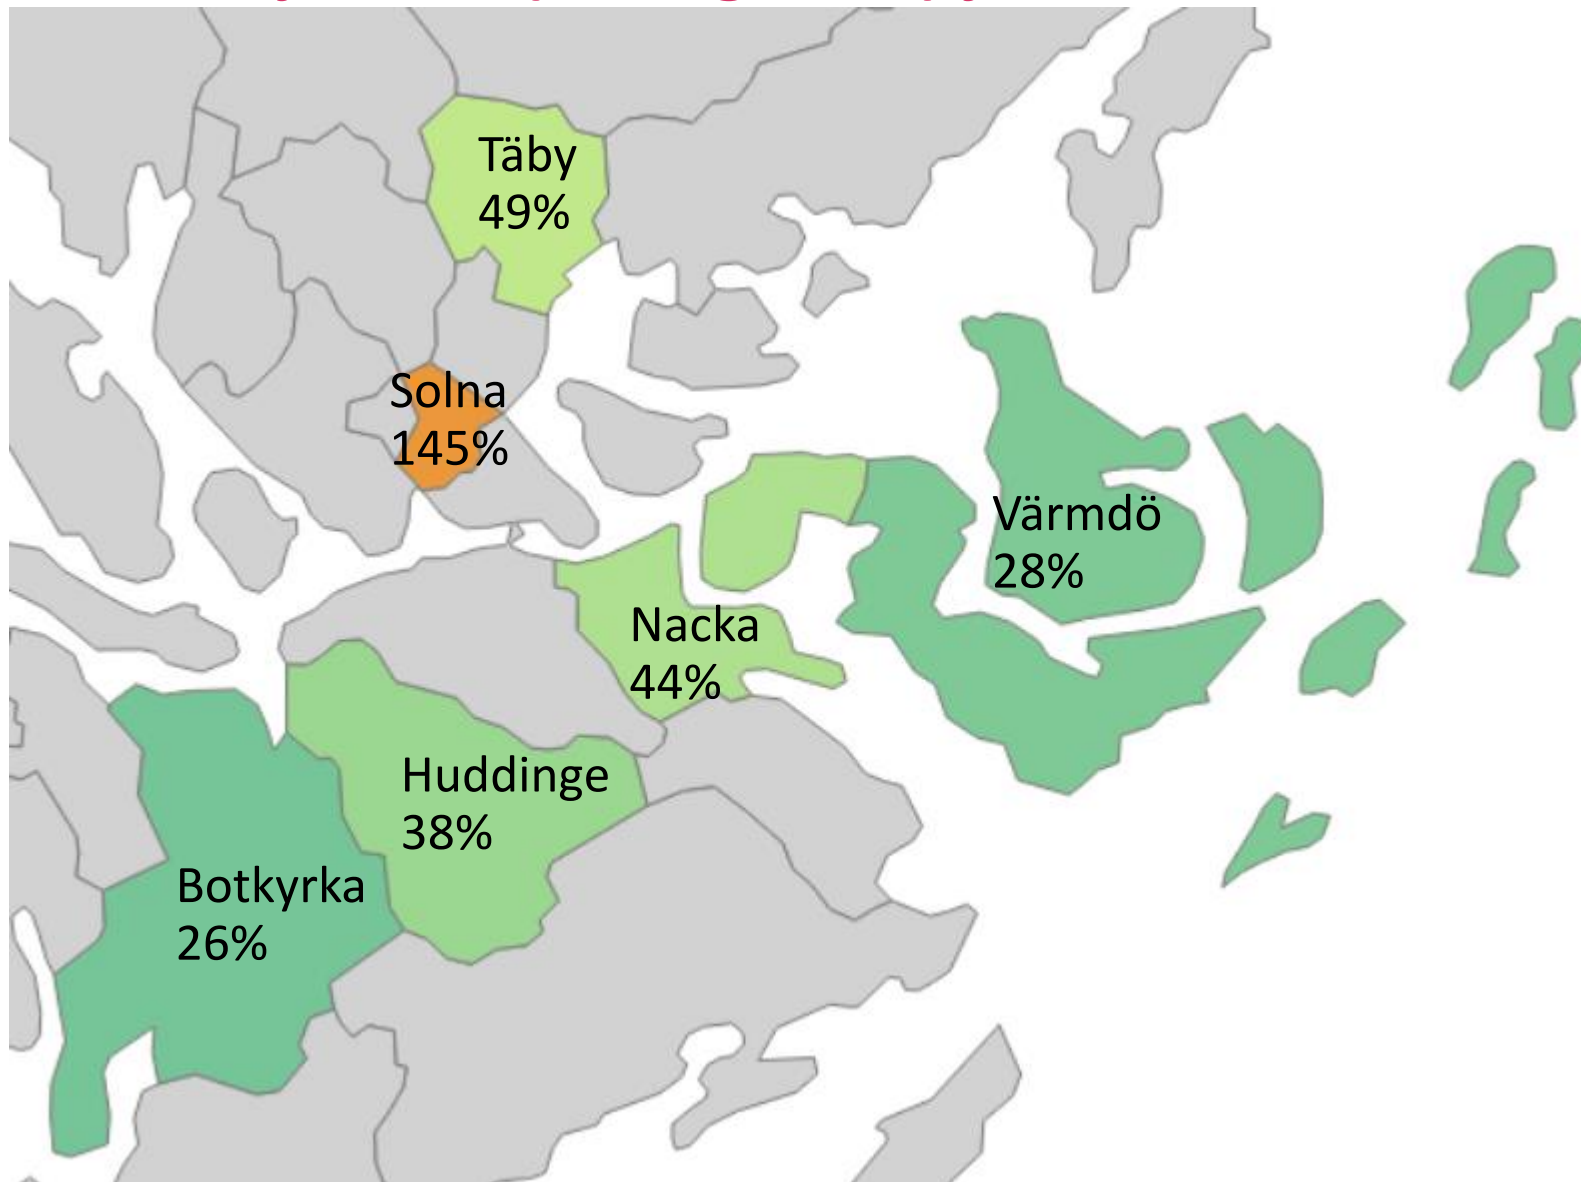 Täby
49%
Solna
145%
Värmdö
28%
Nacka
44%
Huddinge
38%
Botkyrka
26%